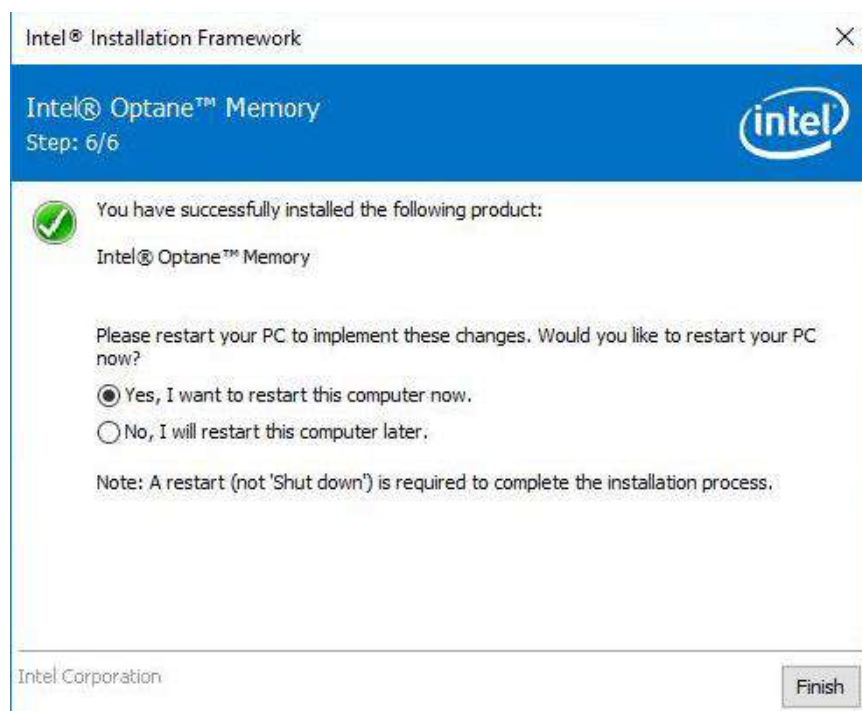 Intel® Installation Framework
Intel® Optane™ Memory
Step: 6/6
intel
You have successfully installed the following product:
Intel® Optane™ Memory
Please restart your PC to implement these changes. Would you like to restart your PC
now?
Yes, I want to restart this computer now.
No, I will restart this computer later.
Note: A restart (not 'Shut down') is required to complete the installation process.
Intel Corporation
Finish